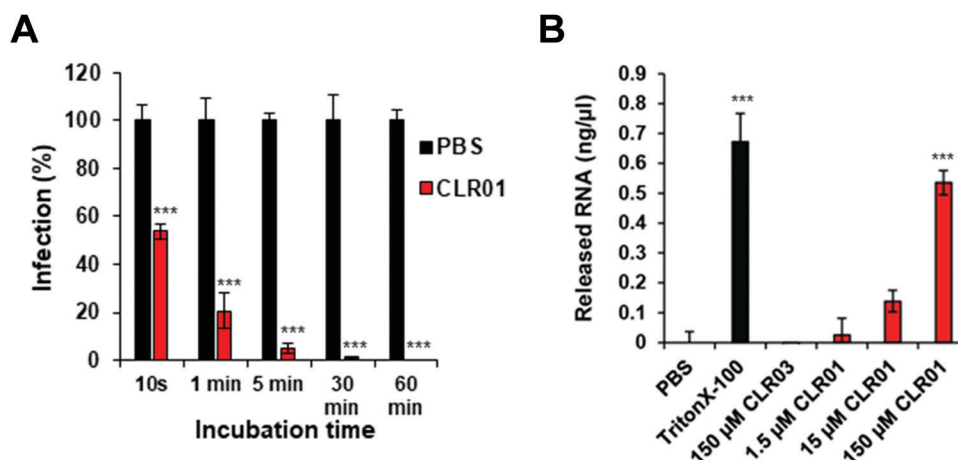 A
Infection (%)
120
100
80
60
40
20
0
***
***
***
***
***
PBS
CLR01
10s
1 min
5 min
30 min
60 min
Incubation time
B
Released RNA (ng/µl)
0.9
0.8
0.7
0.6
0.5
0.4
0.3
0.2
0.1
0
***
***
PBS
TritonX-100
150 µM CLR03
1.5 µM CLR01
15 µM CLR01
150 µM CLR01